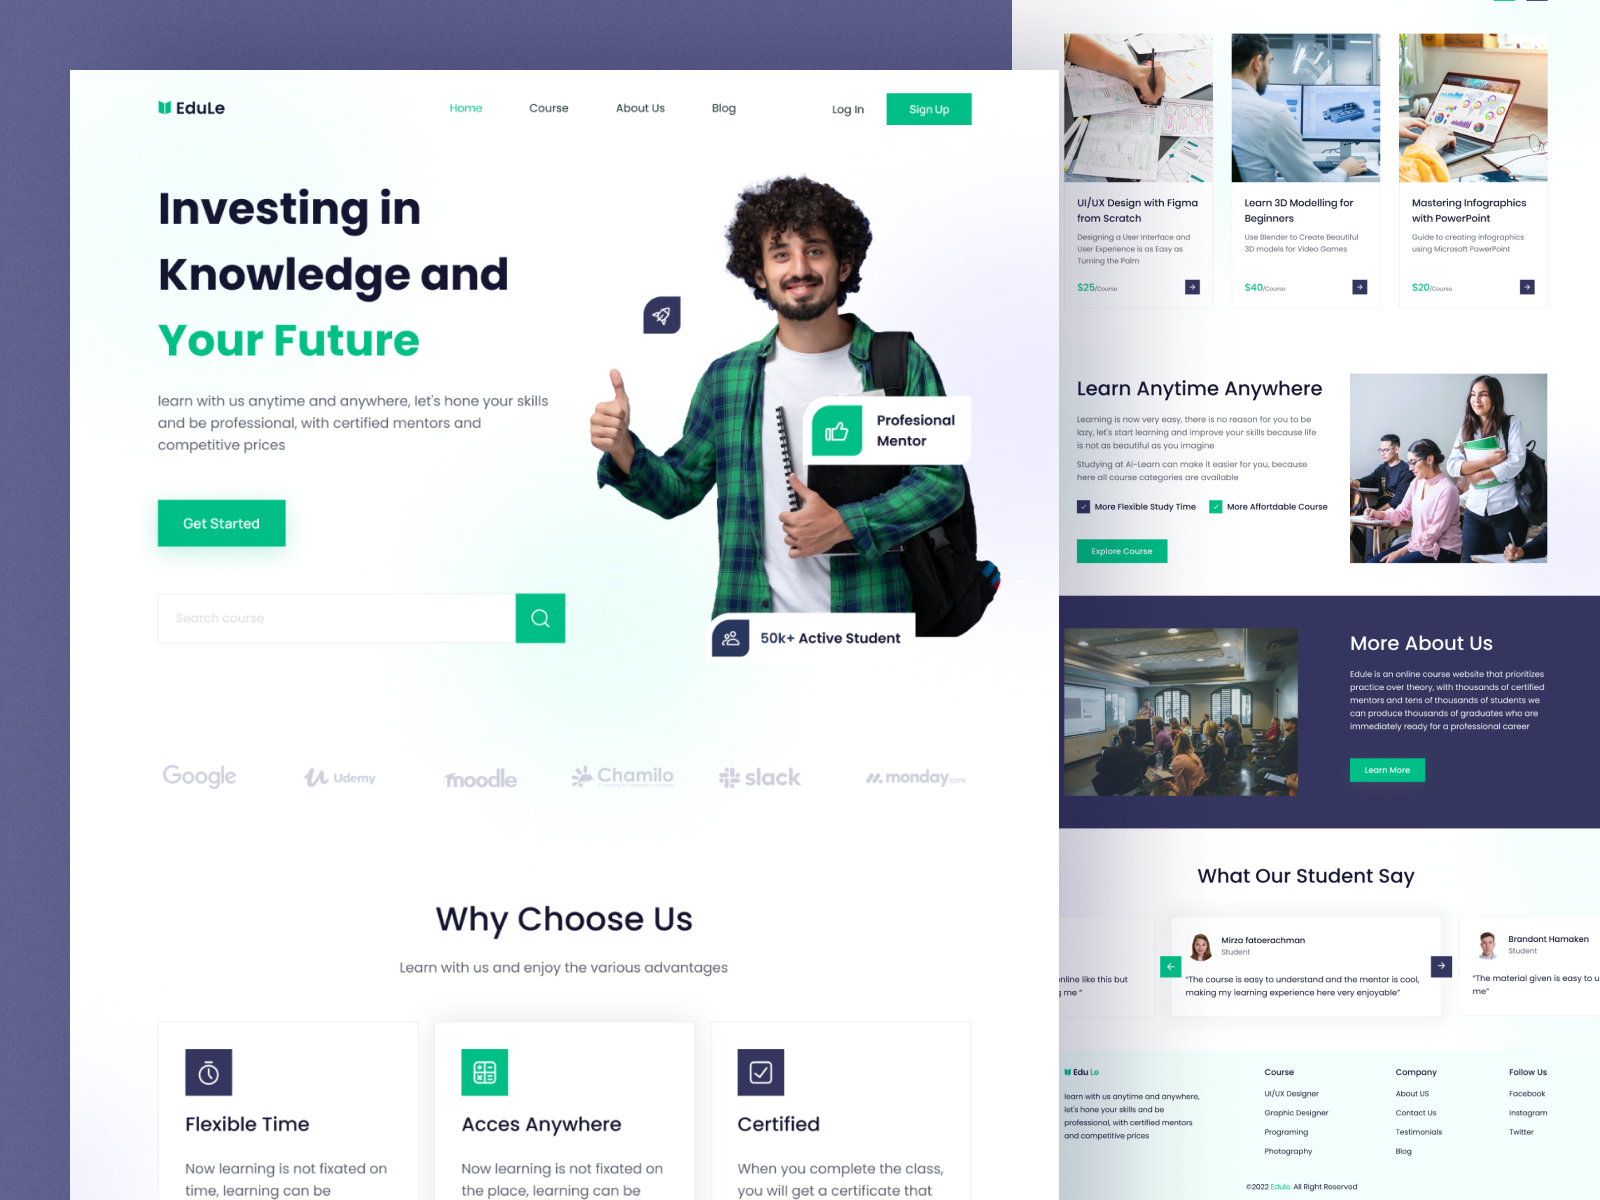 EduLe
Home
Course
About Us
Blog
Log In
Sign Up
Investing in
Knowledge and
Your Future
learn with us anytime and anywhere, let's hone your skills
and be professional, with certified mentors and
competitive prices
Get Started
Search course
Profesional
Mentor
50k+ Active Student
Google
Udemy
moodle
Chamilo
slack
monday.com
Why Choose Us
Learn with us and enjoy the various advantages
Flexible Time
Now learning is not fixated on
time, learning can be
Acces Anywhere
Now learning is not fixated on
the place, learning can be
Certified
When you complete the class,
you will get a certificate that
UI/UX Design with Figma
from Scratch
Designing a User Interface and
User Experience is as Easy as
Turning the Palm
$25/Course
Learn 3D Modelling for
Beginners
Use Blender to Create Beautiful
3D models for Video Games
$40/Course
Mastering Infographics
with PowerPoint
Guide to creating infographics
using Microsoft PowerPoint
$20/Course
Learn Anytime Anywhere
Learning is now very easy, there is no reason for you to be
lazy, let's start learning and improve your skills because life
is not as beautiful as you imagine
Studying at Ai-Learn can make it easier for you, because
here all course categories are available
More Flexible Study Time
More Affortdable Course
Explore Course
More About Us
Edule is an online course website that prioritizes
practice over theory, with thousands of certified
mentors and tens of thousands of students we
can produce thousands of graduates who are
immediately ready for a professional career
Learn More
What Our Student Say
nline like this but
me "
Mirza fatoerachman
Student
"The course is easy to understand and the mentor is cool,
making my learning experience here very enjoyable"
Brandont Hamaken
Student
"The material given is easy to u
me"
Edu Le
learn with us anytime and anywhere,
let's hone your skills and be
professional, with certified mentors
and competitive prices
Course
UI/UX Designer
Graphic Designer
Programing
Photography
Company
About US
Contact Us
Testimonials
Blog
Follow Us
Facebook
Instagram
Twitter
©2022 Edule. All Right Reserved